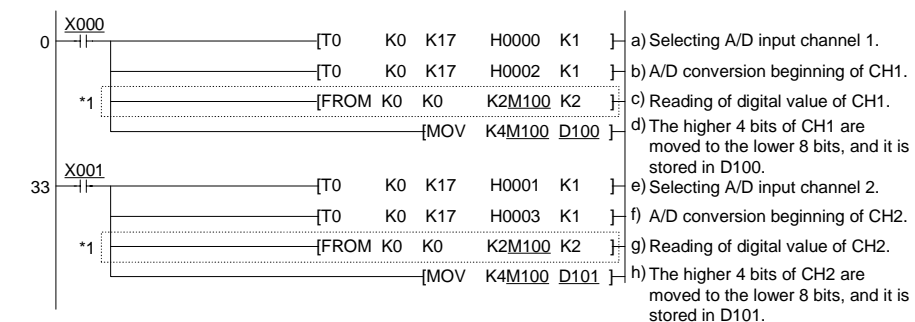 X000
0 [T0 K0 K17 H0000 K1 ] a) Selecting A/D input channel 1.
[T0 K0 K17 H0002 K1 ] b) A/D conversion beginning of CH1.
*1 [FROM K0 K0 K2M100 K2 ] c) Reading of digital value of CH1.
[MOV K4M100 D100 ] d) The higher 4 bits of CH1 are
moved to the lower 8 bits, and it is
stored in D100.
X001
33 [T0 K0 K17 H0001 K1 ] e) Selecting A/D input channel 2.
[T0 K0 K17 H0003 K1 ] f) A/D conversion beginning of CH2.
*1 [FROM K0 K0 K2M100 K2 ] g) Reading of digital value of CH2.
[MOV K4M100 D101 ] h) The higher 4 bits of CH2 are
moved to the lower 8 bits, and it is
stored in D101.